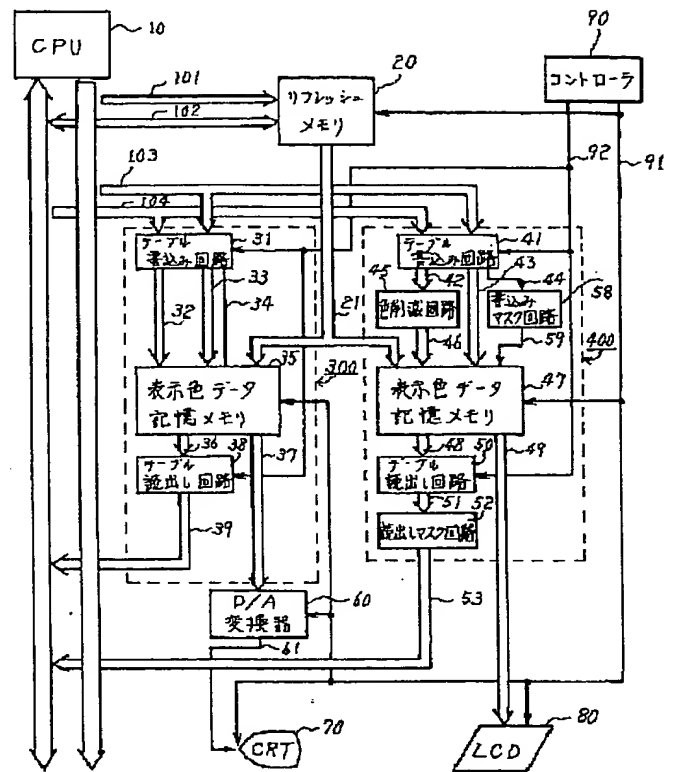 10
CPU
101
102
20
リフレッシュ
メモリ
90
コントローラ
92
91
103
104
テーブル
書込み回路
31
32
33
34
21
テーブル
書込み回路
41
45
42
43
44
色削減回路
書込み
マスク回路
58
46
59
400
35
300
表示色データ
記憶メモリ
表示色データ
記憶メモリ
47
36
38
37
テーブル
読出し回路
48
50
49
テーブル
読出し回路
39
51
52
読出しマスク回路
D/A
変換器
60
61
53
70
CRT
80
LCD